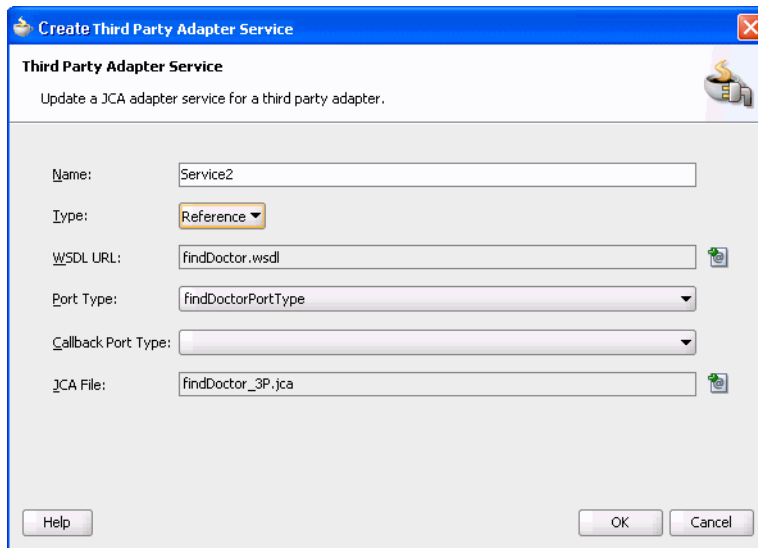 Create Third Party Adapter Service
Third Party Adapter Service
Update a JCA adapter service for a third party adapter.
Name: Service2
Type: Reference
WSDL URL: findDoctor.wsdl
Port Type: findDoctorPortType
Callback Port Type:
JCA File: findDoctor_3P.jca
Help OK Cancel